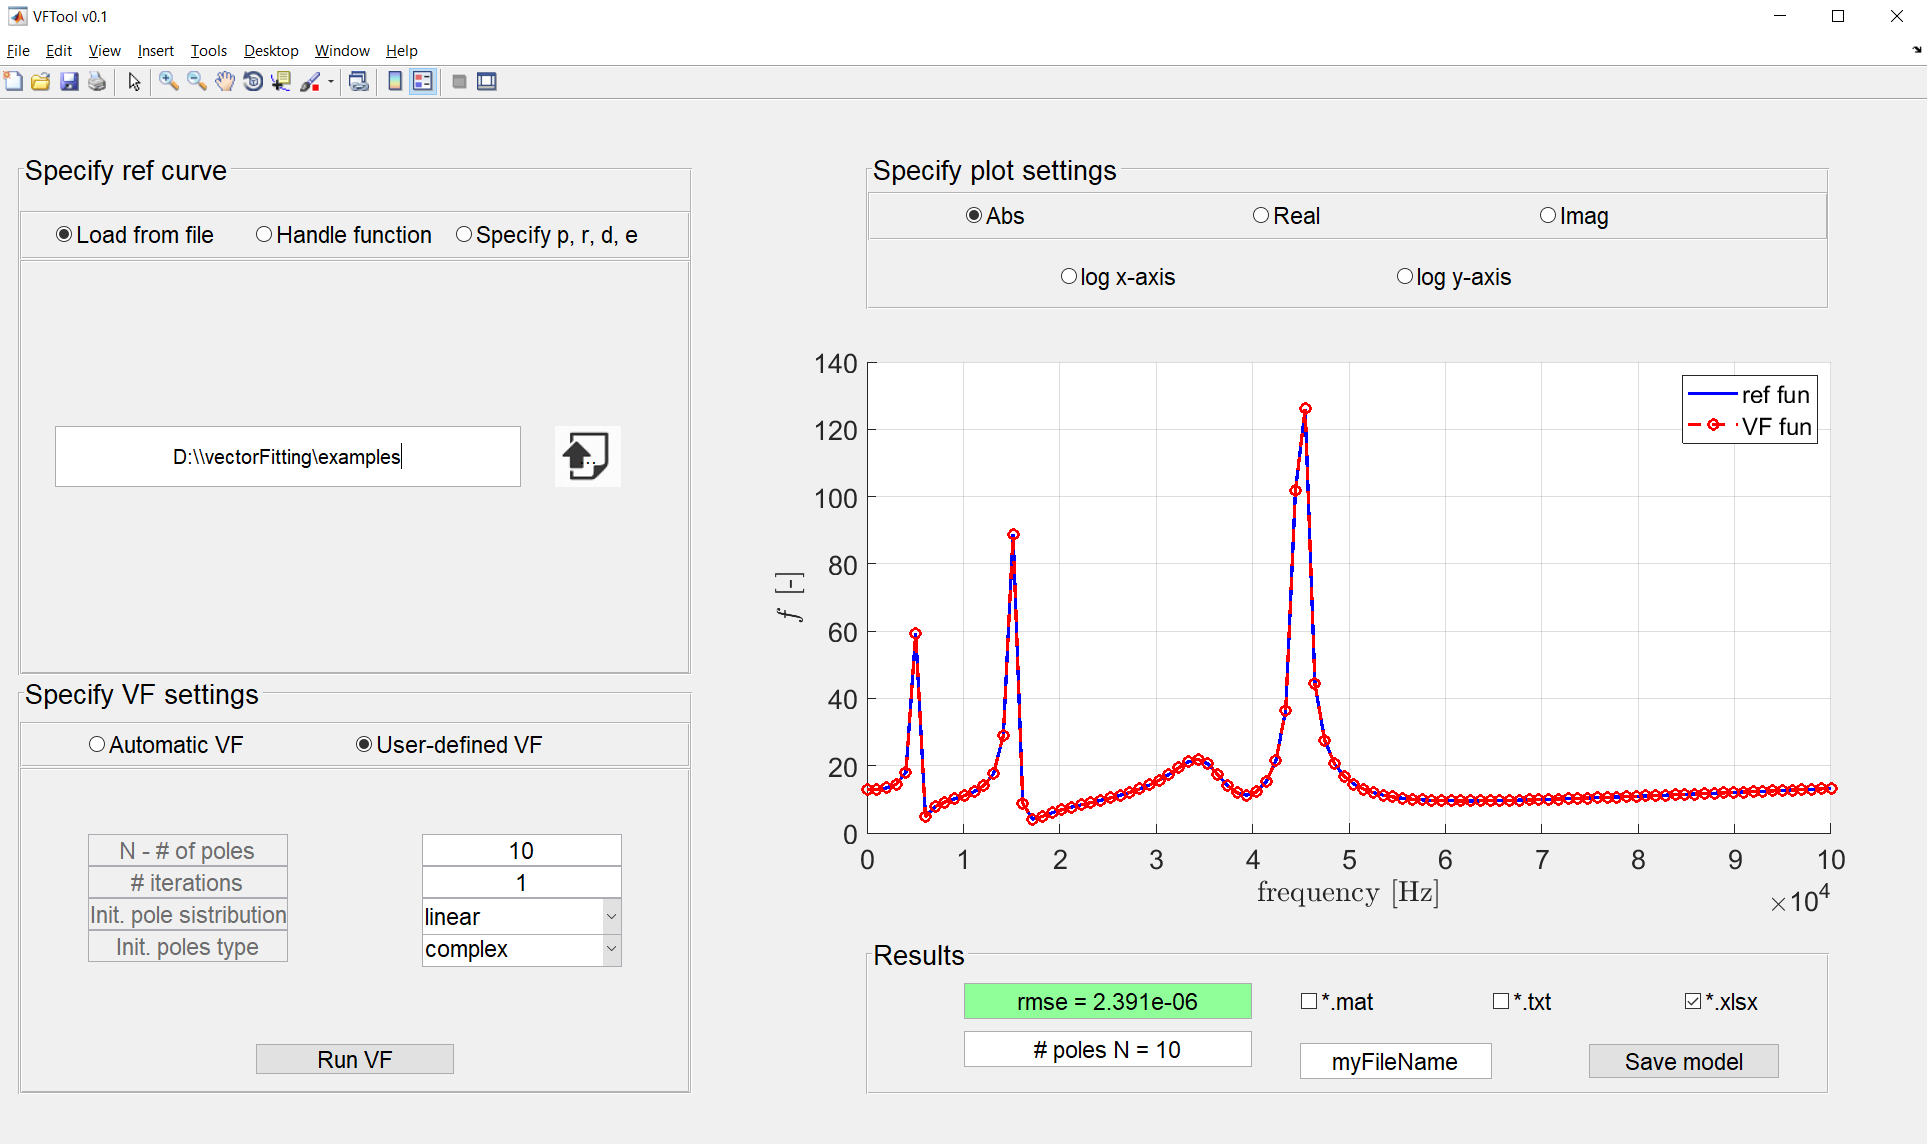 VFTool v0.1
File Edit View Insert Tools Desktop Window Help
Specify ref curve
Load from file Handle function Specify p, r, d, e
D:\\vectorFitting\examples
...
Specify VF settings
Automatic VF User-defined VF
N - # of poles 10
# iterations 1
Init. pole sistribution linear
Init. poles type complex
Run VF
Specify plot settings
Abs Real Imag
log x-axis log y-axis
140
120
100
80
60
40
20
0
f [-]
ref fun
VF fun
0 1 2 3 4 5 6 7 8 9 10
×10⁴
frequency [Hz]
Results
rmse = 2.391e-06 *.mat *.txt *.xlsx
# poles N = 10 myFileName Save model